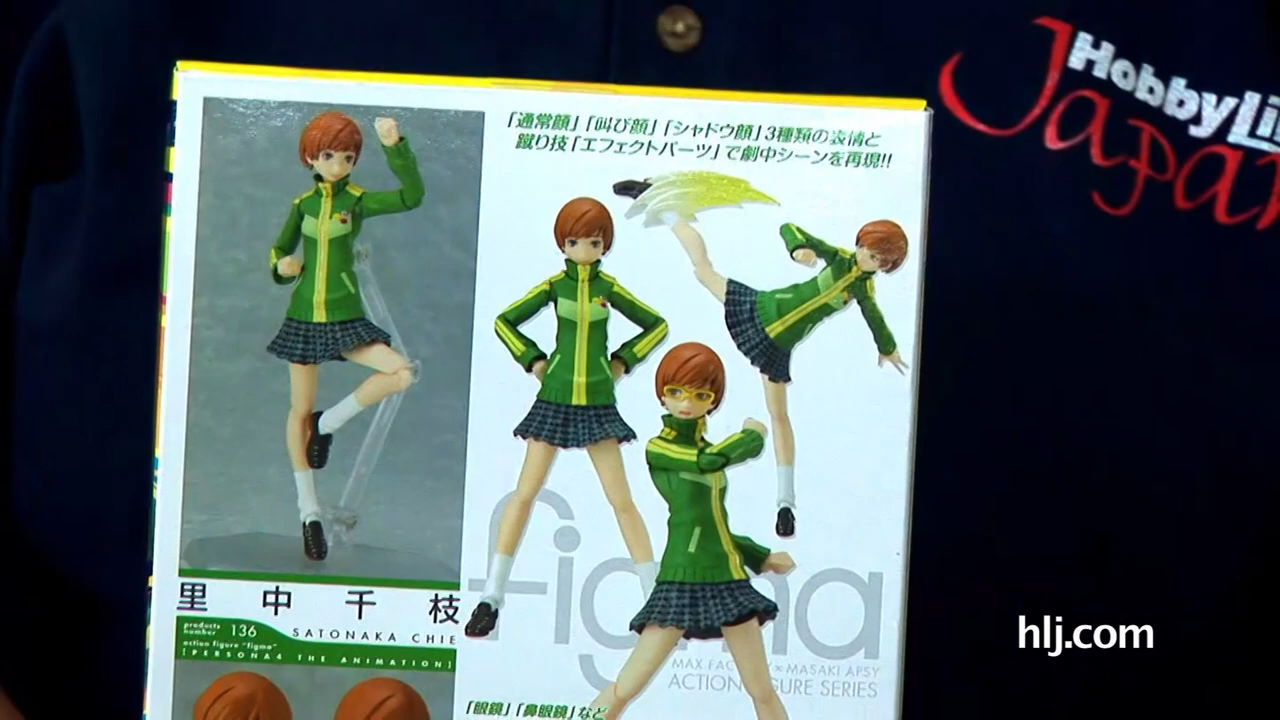 HobbyLi
Japan
「通常顔」「叫び顔」「シャドウ顔」3種類の表情と
蹴り技「エフェクトパーツ」で劇中シーンを再現!!
figma
里中千枝
products number 136
SATONAKA CHIE
action figure "figma"
[PERSONA4 THE ANIMATION]
MAX FACTORY×MASAKI APSY
ACTION FIGURE SERIES
「眼鏡」「鼻眼鏡」など
hlj.com